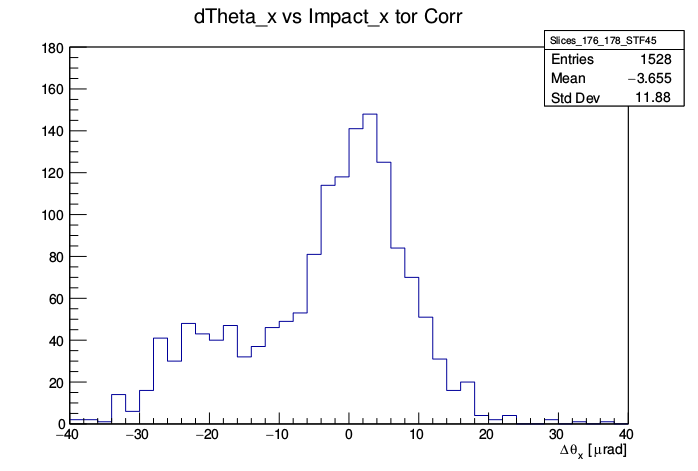 dTheta_x vs Impact_x tor Corr
Slices_176_178_STF45
Entries 1528
Mean −3.655
Std Dev 11.88
180
160
140
120
100
80
60
40
20
0
−40 −30 −20 −10 0 10 20 30 40
Δθx [μrad]